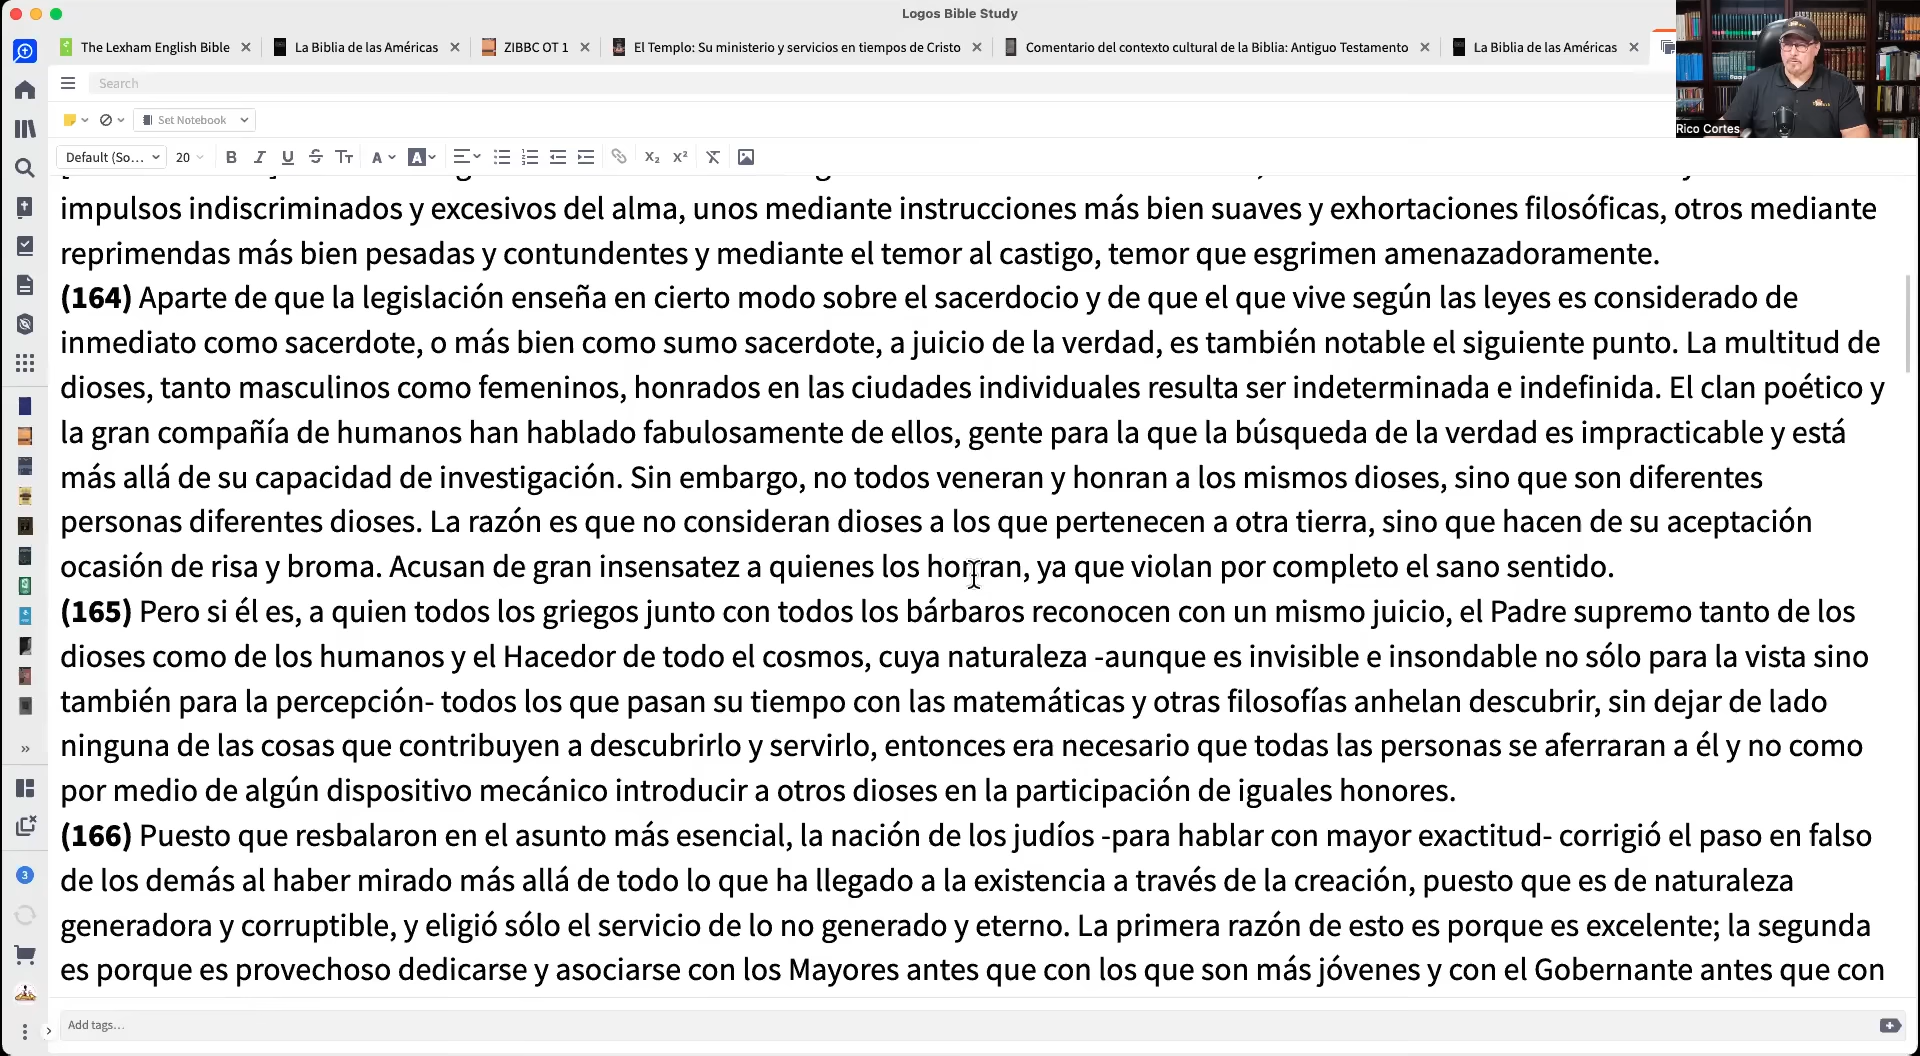 Logos Bible Study
The Lexham English Bible
La Biblia de las Américas
ZIBBC OT 1
El Templo: Su ministerio y servicios en tiempos de Cristo
Comentario del contexto cultural de la Biblia: Antiguo Testamento
La Biblia de las Américas
Search
Set Notebook
Default (So...
20
Rico Cortes
impulsos indiscriminados y excesivos del alma, unos mediante instrucciones más bien suaves y exhortaciones filosóficas, otros mediante
reprimendas más bien pesadas y contundentes y mediante el temor al castigo, temor que esgrimen amenazadoramente.
(164) Aparte de que la legislación enseña en cierto modo sobre el sacerdocio y de que el que vive según las leyes es considerado de
inmediato como sacerdote, o más bien como sumo sacerdote, a juicio de la verdad, es también notable el siguiente punto. La multitud de
dioses, tanto masculinos como femeninos, honrados en las ciudades individuales resulta ser indeterminada e indefinida. El clan poético y
la gran compañía de humanos han hablado fabulosamente de ellos, gente para la que la búsqueda de la verdad es impracticable y está
más allá de su capacidad de investigación. Sin embargo, no todos veneran y honran a los mismos dioses, sino que son diferentes
personas diferentes dioses. La razón es que no consideran dioses a los que pertenecen a otra tierra, sino que hacen de su aceptación
ocasión de risa y broma. Acusan de gran insensatez a quienes los honran, ya que violan por completo el sano sentido.
(165) Pero si él es, a quien todos los griegos junto con todos los bárbaros reconocen con un mismo juicio, el Padre supremo tanto de los
dioses como de los humanos y el Hacedor de todo el cosmos, cuya naturaleza -aunque es invisible e insondable no sólo para la vista sino
también para la percepción- todos los que pasan su tiempo con las matemáticas y otras filosofías anhelan descubrir, sin dejar de lado
ninguna de las cosas que contribuyen a descubrirlo y servirlo, entonces era necesario que todas las personas se aferraran a él y no como
por medio de algún dispositivo mecánico introducir a otros dioses en la participación de iguales honores.
(166) Puesto que resbalaron en el asunto más esencial, la nación de los judíos -para hablar con mayor exactitud- corrigió el paso en falso
de los demás al haber mirado más allá de todo lo que ha llegado a la existencia a través de la creación, puesto que es de naturaleza
generadora y corruptible, y eligió sólo el servicio de lo no generado y eterno. La primera razón de esto es porque es excelente; la segunda
es porque es provechoso dedicarse y asociarse con los Mayores antes que con los que son más jóvenes y con el Gobernante antes que con
3
Add tags...